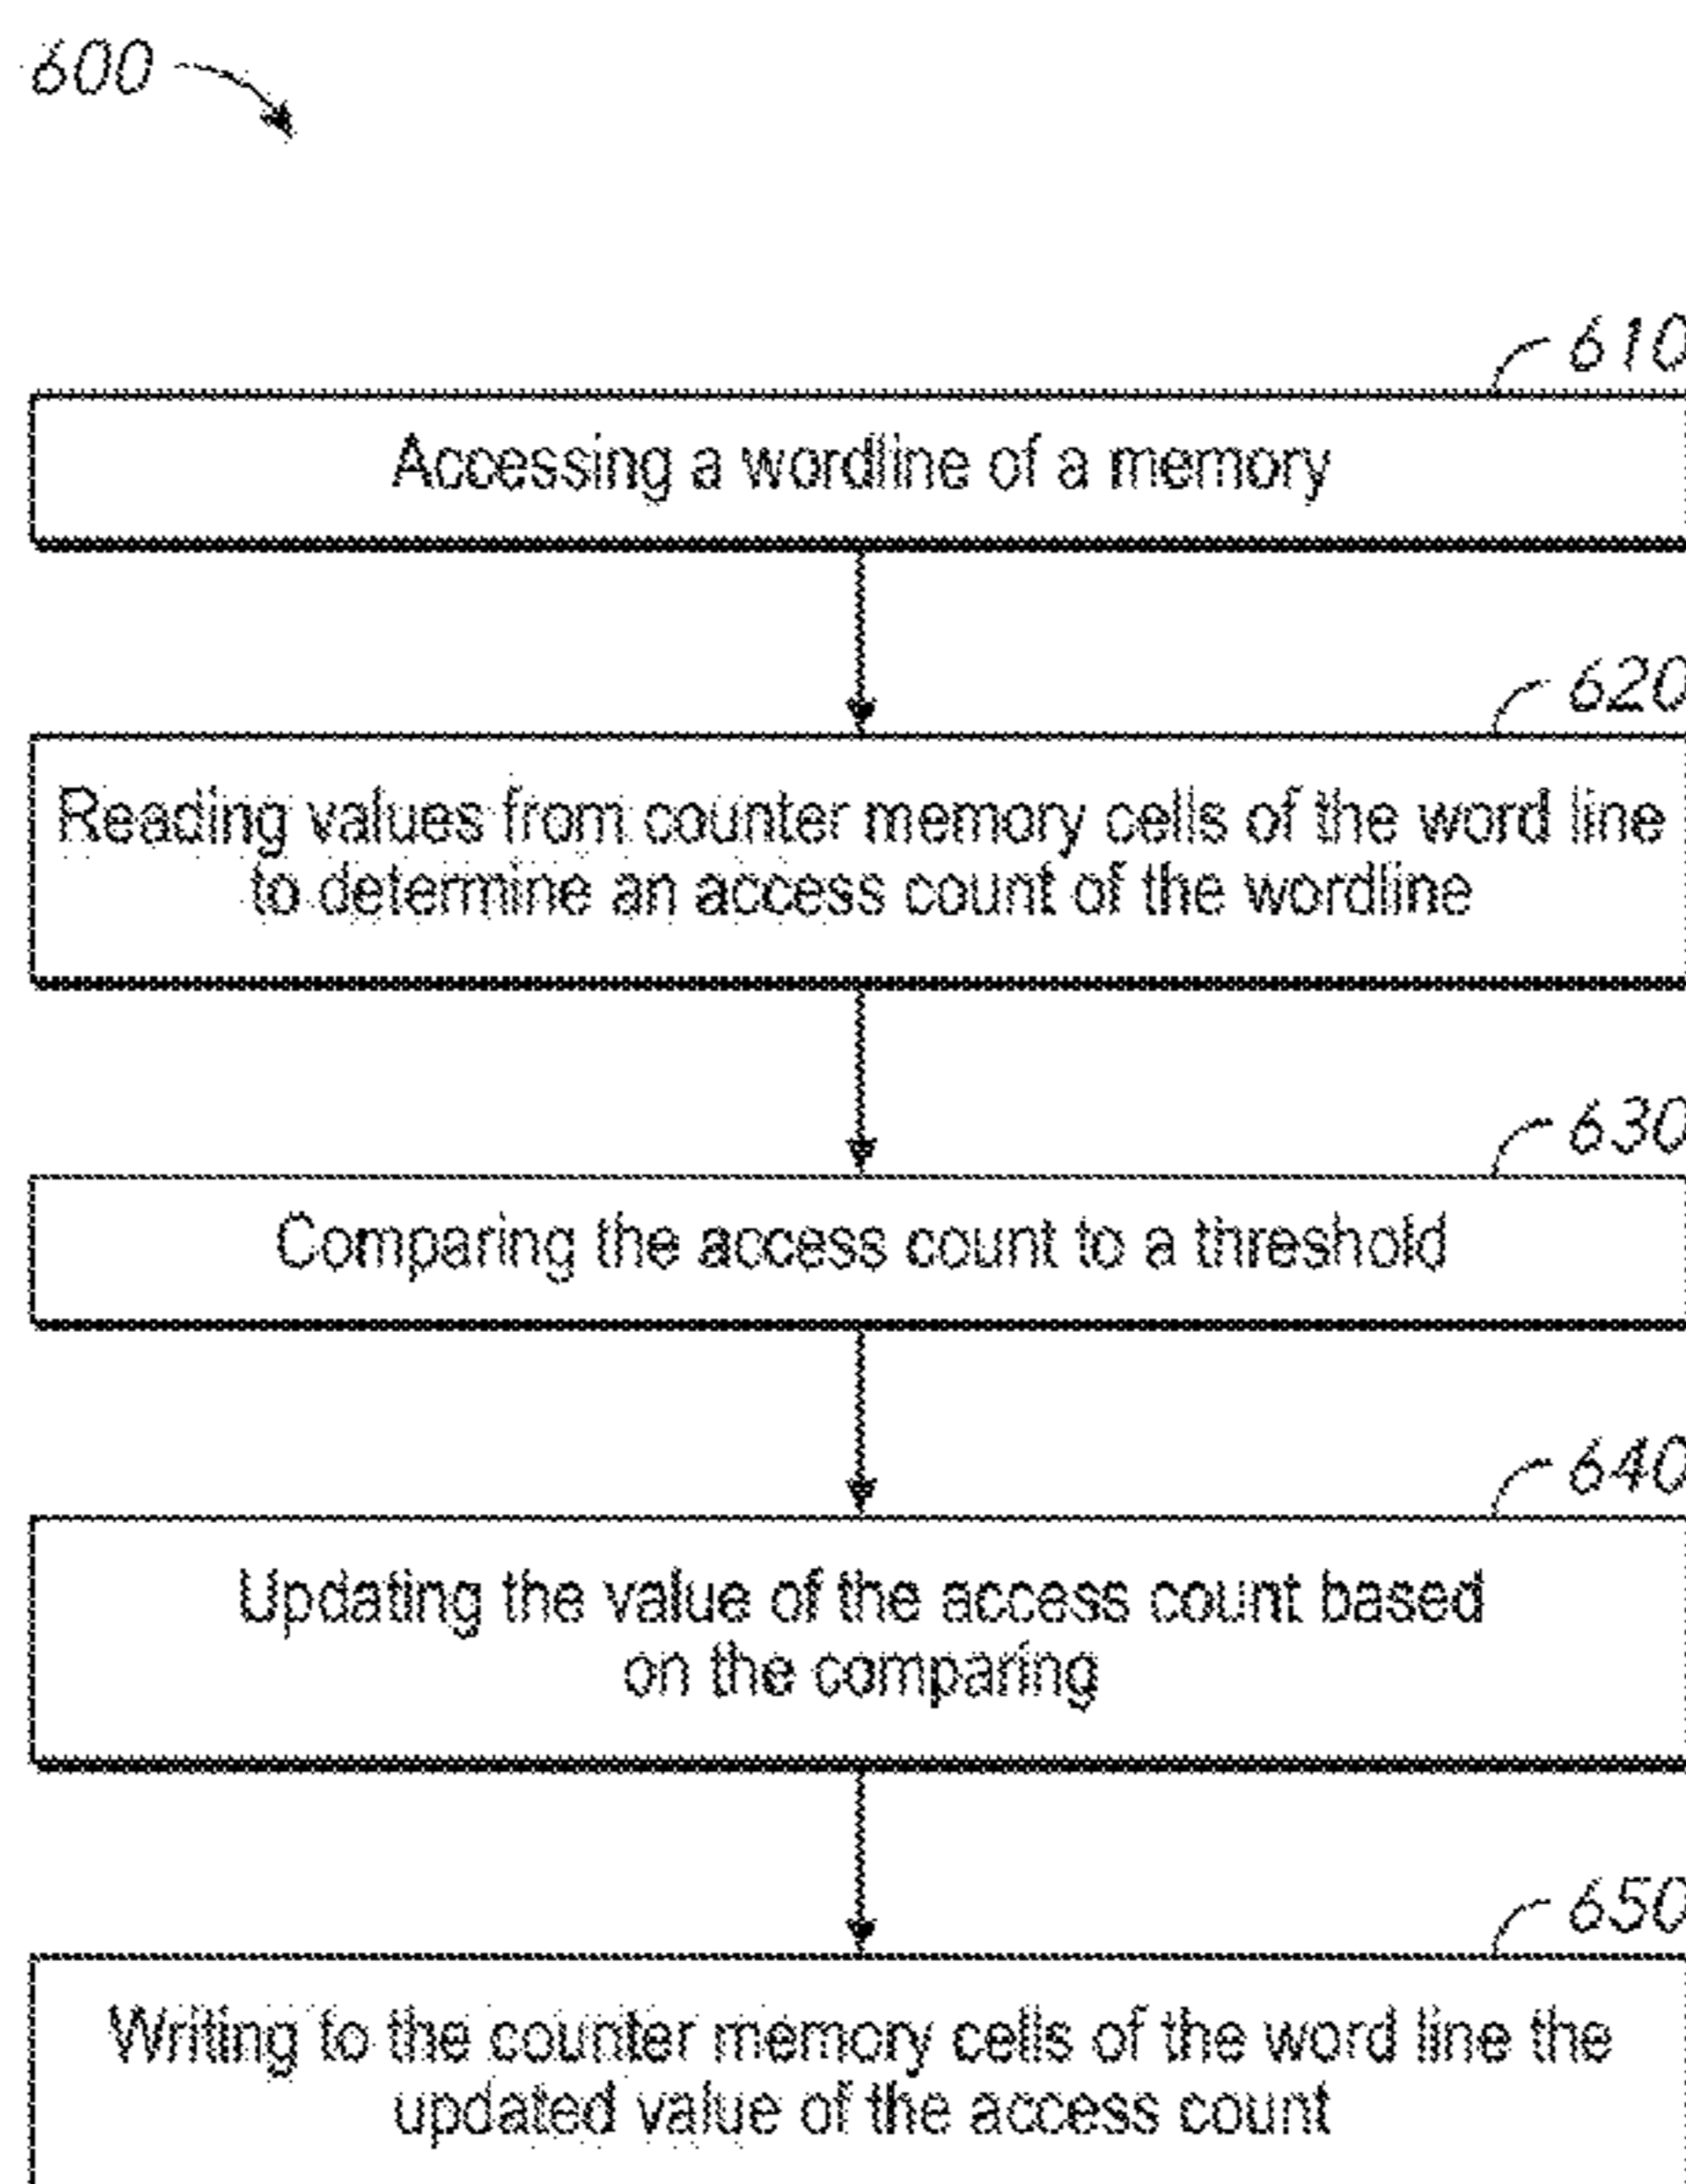 600
610
Accessing a wordline of a memory
620
Reading values from counter memory cells of the word line
to determine an access count of the wordline
630
Comparing the access count to a threshold
640
Updating the value of the access count based
on the comparing
650
Writing to the counter memory cells of the word line the
updated value of the access count